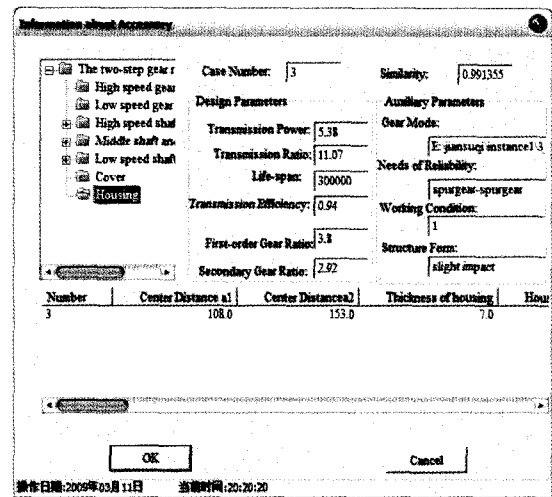 Information about Accessory
The two-step gear r
High speed gear
Low speed gear
High speed shaf
Middle shaft an
Low speed shaft
Cover
Housing
Case Number: 3
Similarity: 0.991355
Design Parameters
Transmission Power: 5.38
Transmission Ratio: 11.07
Life-span: 300000
Transmission Efficiency: 0.94
First-order Gear Ratio: 3.8
Secondary Gear Ratio: 2.92
Auxiliary Parameters
Gear Mode:
E: jiansuqi instance1\3
Needs of Reliability:
spurgear-spurgear
Working Condition:
1
Structure Form:
slight impact
Number Center Distance a1 Center Distancea2 Thickness of housing Hous
3 108.0 153.0 7.0
OK
Cancel
操作日期:2009年03月11日 当前时间:20:20:20